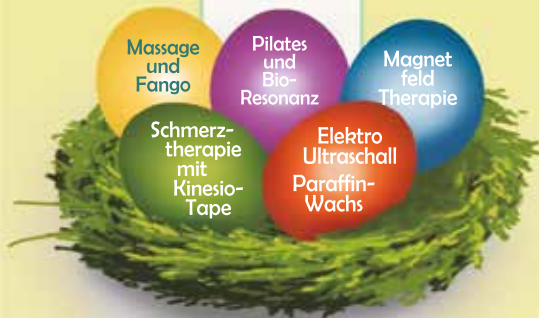 Massage
und
Fango
Pilates
und
Bio-
Resonanz
Magnet
feld
Therapie
Schmerz-
therapie
mit
Kinesio-
Tape
Elektro
Ultraschall
Paraffin-
Wachs